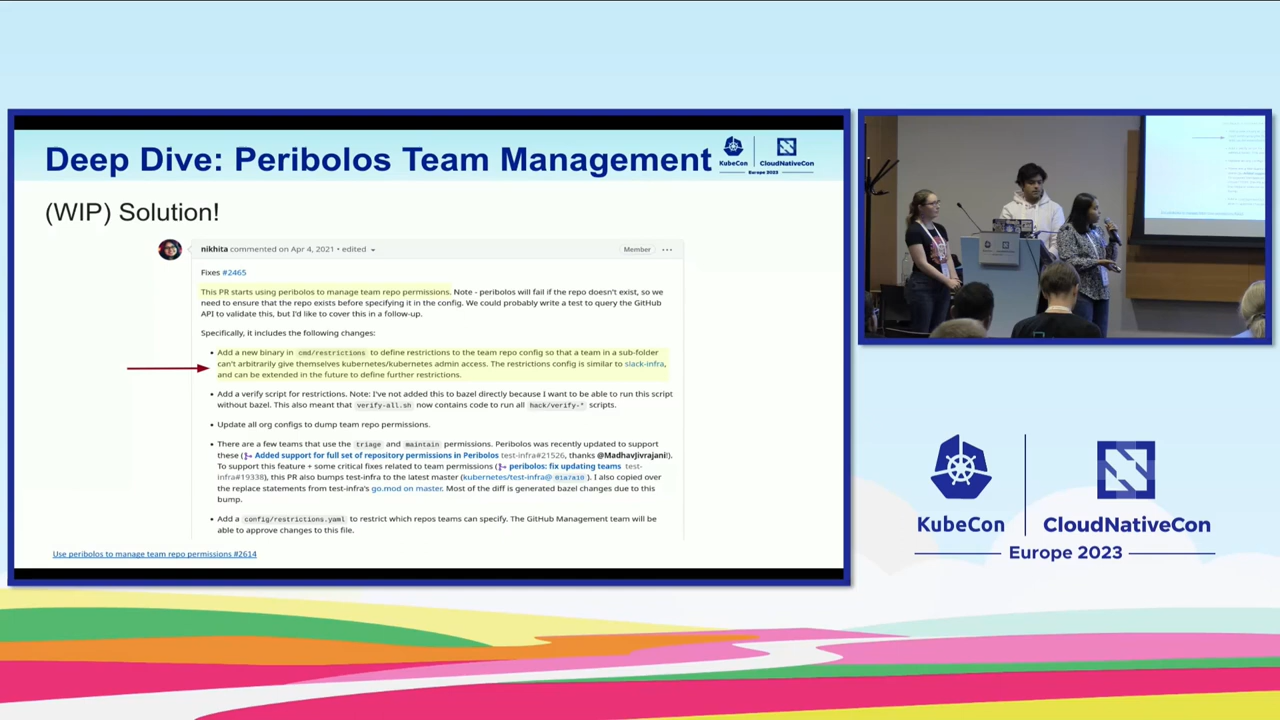 Deep Dive: Peribolos Team Management
KubeCon
CloudNativeCon
Europe 2023
(WIP) Solution!
nikhita commented on Apr 4, 2021 • edited
Member
Fixes #2465
This PR starts using peribolos to manage team repo permissions. Note - peribolos will fail if the repo doesn't exist, so we
need to ensure that the repo exists before specifying it in the config. We could probably write a test to query the GitHub
API to validate this, but I'd like to cover this in a follow-up.
Specifically, it includes the following changes:
• Add a new binary in cmd/restrictions to define restrictions to the team repo config so that a team in a sub-folder
can't arbitrarily give themselves kubernetes/kubernetes admin access. The restrictions config is similar to slack-infra,
and can be extended in the future to define further restrictions.
• Add a verify script for restrictions. Note: I've not added this to bazel directly because I want to be able to run this script
without bazel. This also meant that verify-all.sh now contains code to run all hack/verify-* scripts.
• Update all org configs to dump team repo permissions.
• There are a few teams that use the triage and maintain permissions. Peribolos was recently updated to support
these ( Added support for full set of repository permissions in Peribolos test-infra#21526, thanks @MadhavJivrajani!).
To support this feature + some critical fixes related to team permissions ( peribolos: fix updating teams test-
infra#19338), this PR also bumps test-infra to the latest master (kubernetes/test-infra@ 01a7a10 ). I also copied over
the replace statements from test-infra's go.mod on master. Most of the diff is generated bazel changes due to this
bump.
• Add a config/restrictions.yaml to restrict which repos teams can specify. The GitHub Management team will be
able to approve changes to this file.
Use peribolos to manage team repo permissions #2614
KubeCon
CloudNativeCon
Europe 2023